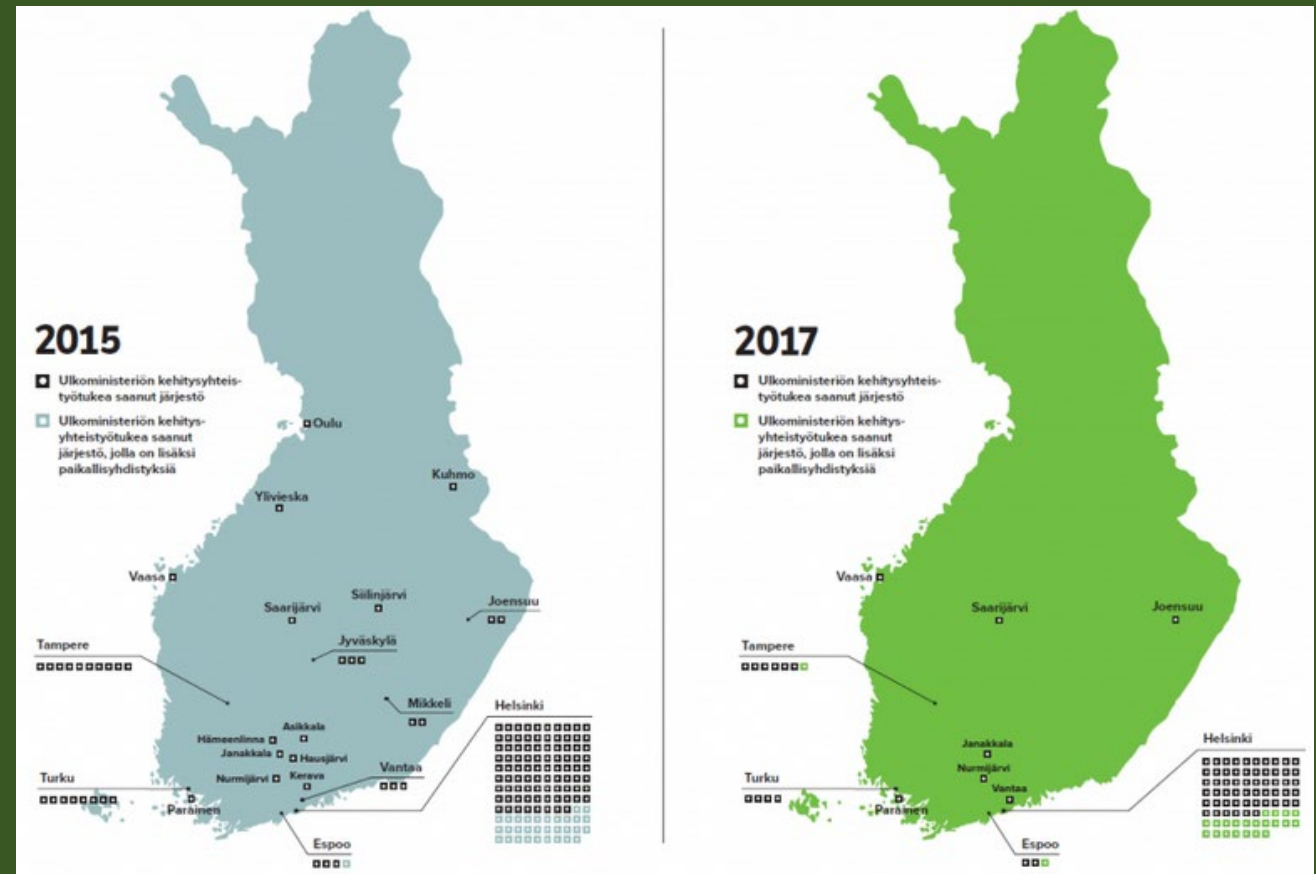 2015
Ulkoministeriön kehitysyhteis-
työtukea saanut järjestö
Ulkoministeriön kehitys-
yhteistyötukea saanut
järjestö, jolla on lisäksi
paikallisyhdistyksiä
Oulu
Kuhmo
Ylivieska
Vaasa
Siilinjärvi
Saarijärvi
Joensuu
Jyväskylä
Tampere
Mikkeli
Helsinki
Asikkala
Hämeenlinna
Janakkala
Hausjärvi
Vantaa
Nurmijärvi
Kerava
Turku
Parainen
Espoo
2017
Ulkoministeriön kehitysyhteis-
työtukea saanut järjestö
Ulkoministeriön kehitys-
yhteistyötukea saanut
järjestö, jolla on lisäksi
paikallisyhdistyksiä
Vaasa
Saarijärvi
Joensuu
Tampere
Helsinki
Janakkala
Nurmijärvi
Vantaa
Turku
Parainen
Espoo